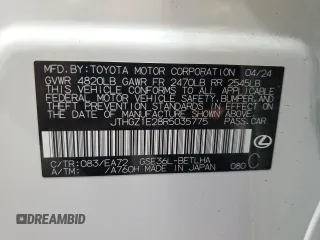 MFD. BY: TOYOTA MOTOR CORPORATION 04/24
GVWR 4820LB GAWR FR 2470LB RR 2545LB
THIS VEHICLE CONFORMS TO ALL APPLICABLE
FEDERAL MOTOR VEHICLE SAFETY, BUMPER, AND
THEFT PREVENTION STANDARDS IN EFFECT ON
THE DATE OF MANUFACTURE SHOWN ABOVE.
JTHGZ1E28R5035775 PASS. CAR
C/TR: 083/EA72 GSE36L-BETLHA C
A/TM: /A760H MADE IN JAPAN 080